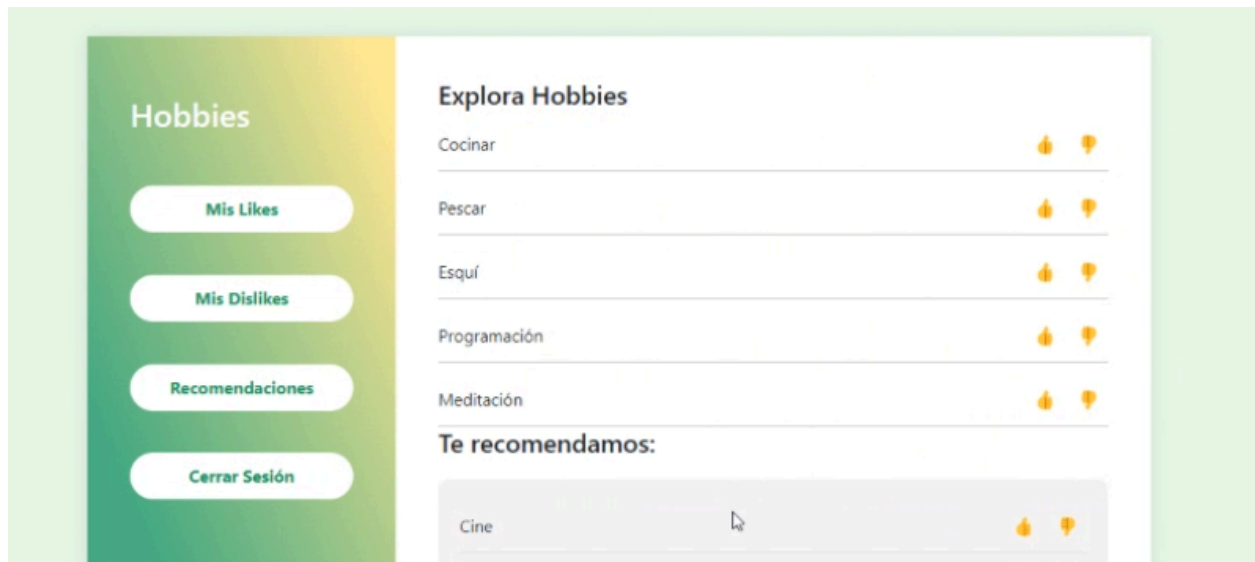 Hobbies
Mis Likes
Mis Dislikes
Recomendaciones
Cerrar Sesión
Explora Hobbies
Cocinar
Pescar
Esquí
Programación
Meditación
Te recomendamos:
Cine